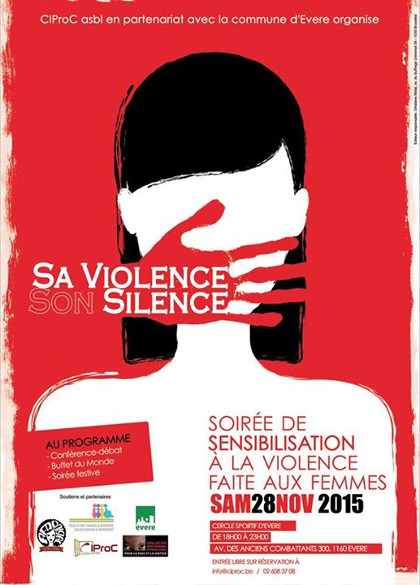 CIProC asbl en partenariat avec la commune d'Evere organise
SA VIOLENCE
SON SILENCE
AU PROGRAMME
- Conférence-débat
- Buffet du Monde
- Soirée festive
SOIRÉE DE
SENSIBILISATION
À LA VIOLENCE
FAITE AUX FEMMES
SAM28NOV 2015
CERCLE SPORTIF D'EVERE
DE 18H00 À 23H00
AV. DES ANCIENS COMBATTANTS 300, 1160 EVERE
ENTRÉE LIBRE SUR RÉSERVATION À
info@ciproc.be / 02 608 37 08
Soutiens et partenaires
evere
CIProC